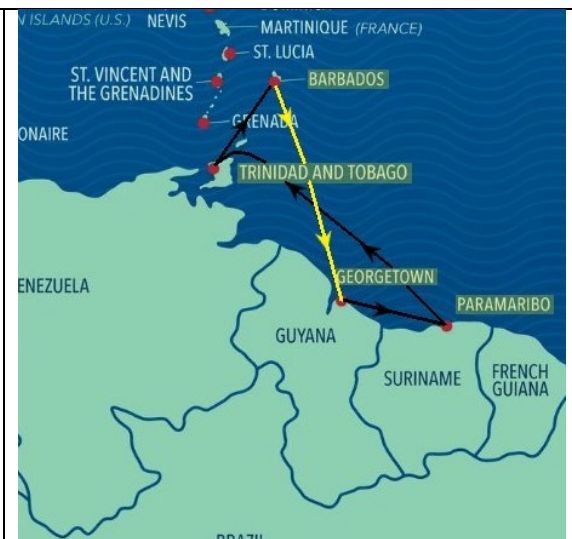 N ISLANDS (U.S.)
NEVIS
MARTINIQUE (FRANCE)
ST. LUCIA
ST. VINCENT AND
THE GRENADINES
BARBADOS
GRENADA
ONAIRE
TRINIDAD AND TOBAGO
ENEZUELA
GEORGETOWN
PARAMARIBO
GUYANA
SURINAME
FRENCH
GUIANA
BRAZIL